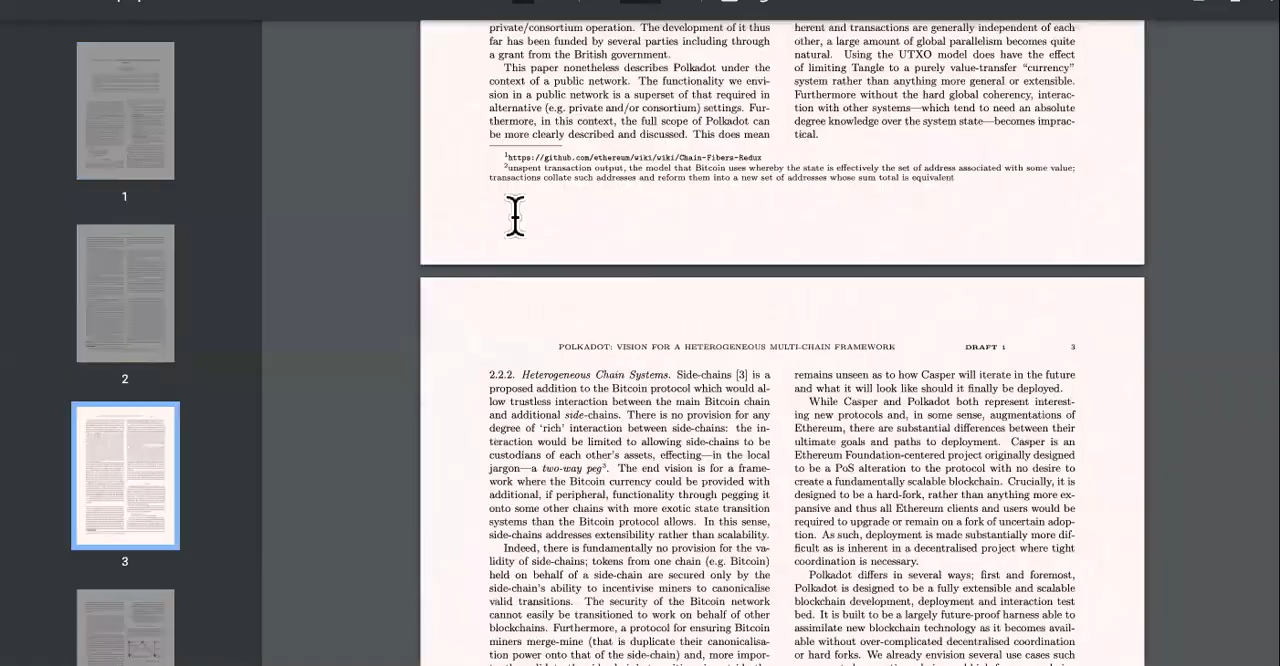 private/consortium operation. The development of it thus
far has been funded by several parties including through
a grant from the British government.
This paper nonetheless describes Polkadot under the
context of a public network. The functionality we envi-
sion in a public network is a superset of that required in
alternative (e.g. private and/or consortium) settings. Fur-
thermore, in this context, the full scope of Polkadot can
be more clearly described and discussed. This does mean
herent and transactions are generally independent of each
other, a large amount of global parallelism becomes quite
natural. Using the UTXO model does have the effect
of limiting Tangle to a purely value-transfer “currency”
system rather than anything more general or extensible.
Furthermore without the hard global coherency, interac-
tion with other systems—which tend to need an absolute
degree knowledge over the system state—becomes imprac-
tical.
1https://github.com/ethereum/wiki/wiki/Chain-Fibers-Redux
2unspent transaction output, the model that Bitcoin uses whereby the state is effectively the set of address associated with some value;
transactions collate such addresses and reform them into a new set of addresses whose sum total is equivalent
POLKADOT: VISION FOR A HETEROGENEOUS MULTI-CHAIN FRAMEWORK DRAFT 1 3
2.2.2. Heterogeneous Chain Systems. Side-chains [3] is a
proposed addition to the Bitcoin protocol which would al-
low trustless interaction between the main Bitcoin chain
and additional side-chains. There is no provision for any
degree of ‘rich’ interaction between side-chains: the in-
teraction would be limited to allowing side-chains to be
custodians of each other's assets, effecting—in the local
jargon—a two-way peg3. The end vision is for a frame-
work where the Bitcoin currency could be provided with
additional, if peripheral, functionality through pegging it
onto some other chains with more exotic state transition
systems than the Bitcoin protocol allows. In this sense,
side-chains addresses extensibility rather than scalability.
Indeed, there is fundamentally no provision for the va-
lidity of side-chains; tokens from one chain (e.g. Bitcoin)
held on behalf of a side-chain are secured only by the
side-chain's ability to incentivise miners to canonicalise
valid transitions. The security of the Bitcoin network
cannot easily be transitioned to work on behalf of other
blockchains. Furthermore, a protocol for ensuring Bitcoin
miners merge-mine (that is duplicate their canonicalisa-
tion power onto that of the side-chain) and, more impor-
remains unseen as to how Casper will iterate in the future
and what it will look like should it finally be deployed.
While Casper and Polkadot both represent interest-
ing new protocols and, in some sense, augmentations of
Ethereum, there are substantial differences between their
ultimate goals and paths to deployment. Casper is an
Ethereum Foundation-centered project originally designed
to be a PoS alteration to the protocol with no desire to
create a fundamentally scalable blockchain. Crucially, it is
designed to be a hard-fork, rather than anything more ex-
pansive and thus all Ethereum clients and users would be
required to upgrade or remain on a fork of uncertain adop-
tion. As such, deployment is made substantially more dif-
ficult as is inherent in a decentralised project where tight
coordination is necessary.
Polkadot differs in several ways; first and foremost,
Polkadot is designed to be a fully extensible and scalable
blockchain development, deployment and interaction test
bed. It is built to be a largely future-proof harness able to
assimilate new blockchain technology as it becomes avail-
able without over-complicated decentralised coordination
or hard forks. We already envision several use cases such
1
2
3